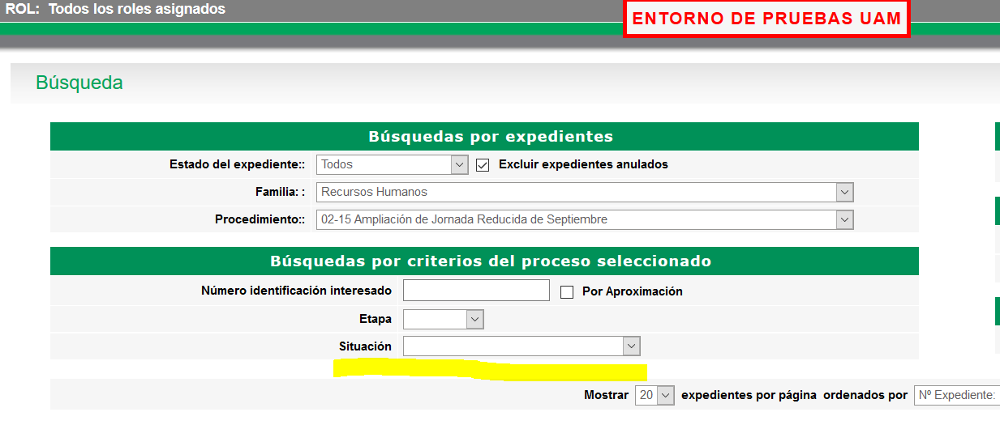 ROL: Todos los roles asignados
ENTORNO DE PRUEBAS UAM
Búsqueda
Búsquedas por expedientes
Estado del expediente:: Todos Excluir expedientes anulados
Familia: : Recursos Humanos
Procedimiento:: 02-15 Ampliación de Jornada Reducida de Septiembre
Búsquedas por criterios del proceso seleccionado
Número identificación interesado Por Aproximación
Etapa
Situación
Mostrar 20 expedientes por página ordenados por Nº Expediente: